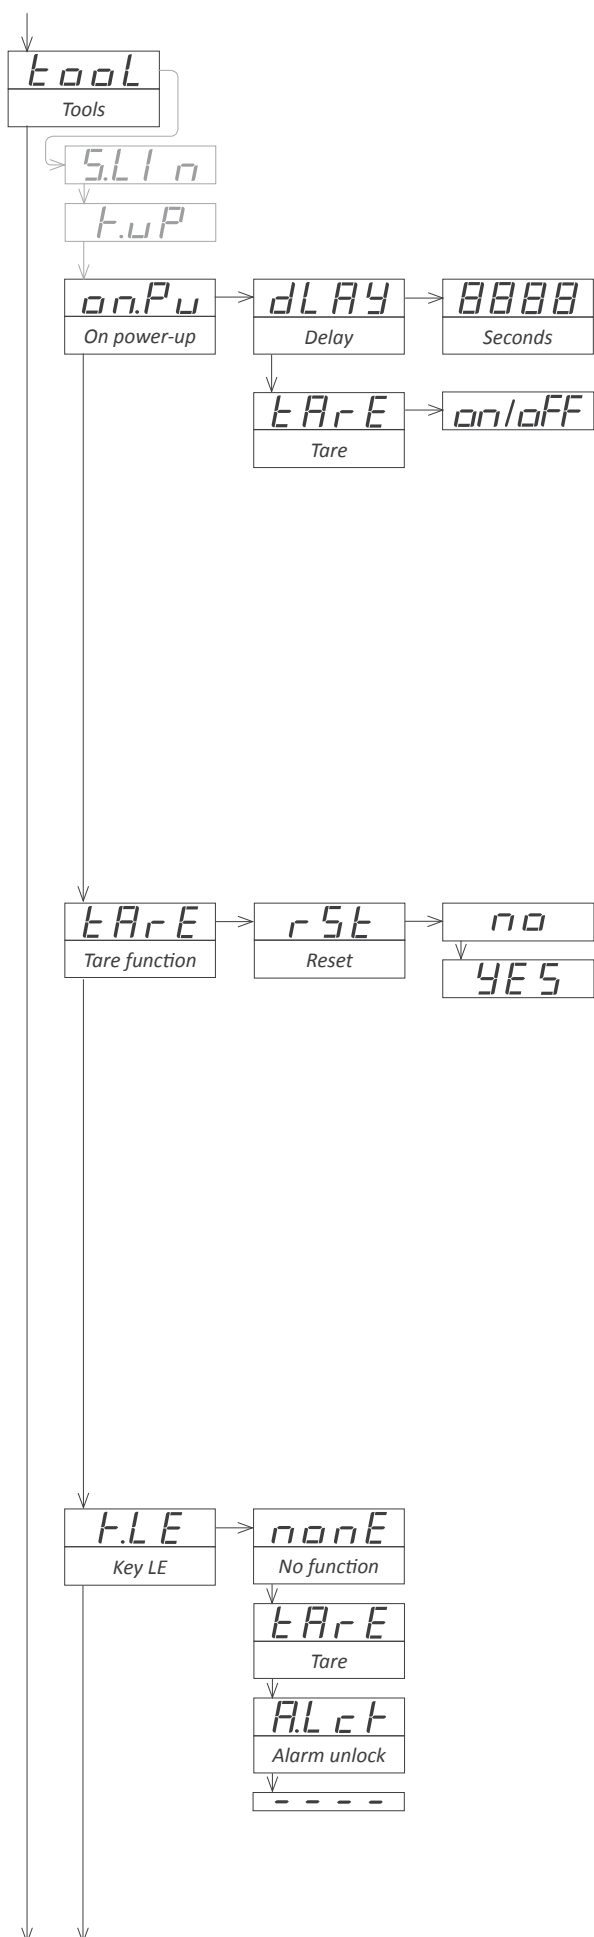 tooL
Tools
S.LIn
k.uP
on.Pu dLAY 8888
On power-up Delay Seconds
tArE on/oFF
Tare
tArE rSt no
Tare function Reset
YES
k.LE nonE
Key LE No function
tArE
Tare
A.Lck
Alarm unlock
----